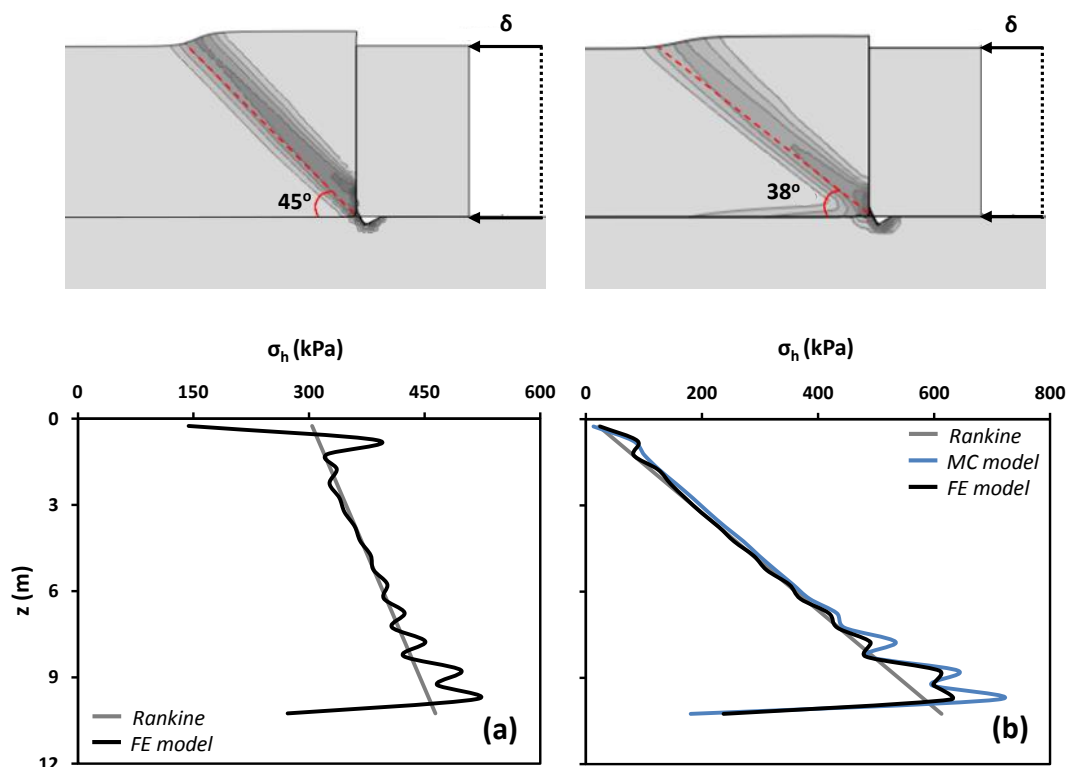 δ
δ
45°
38°
σh (kPa)
σh (kPa)
0 150 300 450 600
0 200 400 600 800
0
3
6
9
12
z (m)
Rankine
FE model
(a)
Rankine
MC model
FE model
(b)